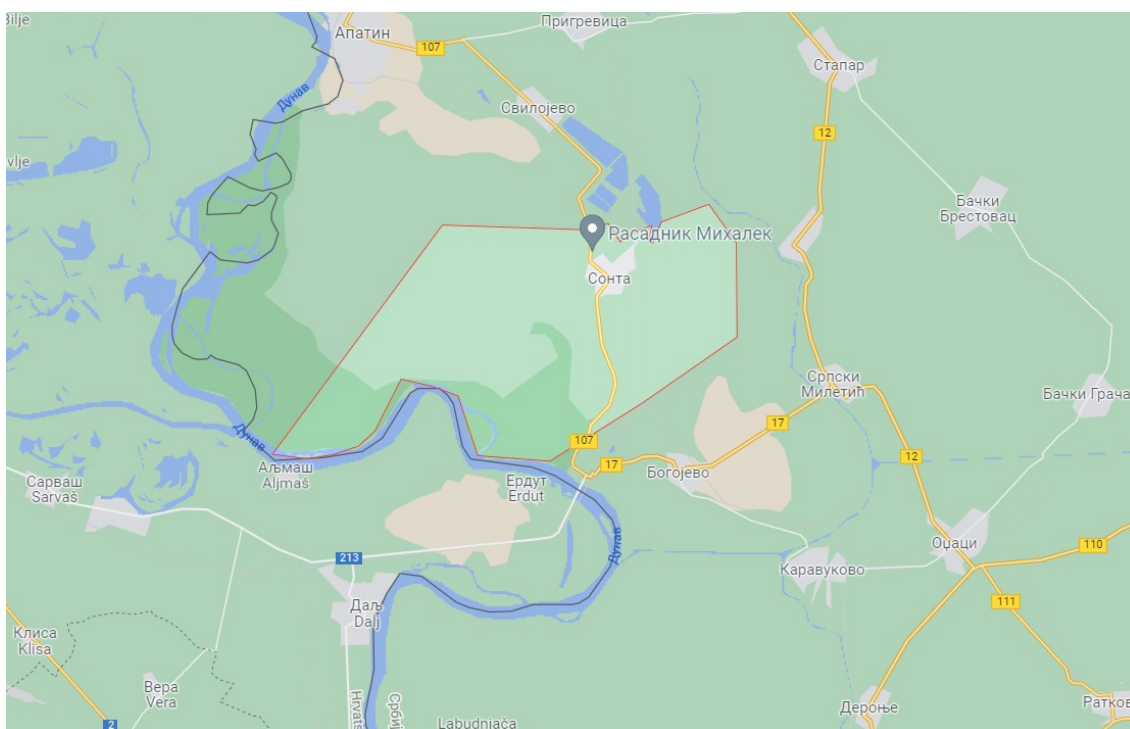 Bilje
Апатин
107
Пригревица
Стапар
Дунав
Свилојево
12
vlje
Бачки
Брестовац
Расадник Михалек
Сонта
Српски
Милетић
Бачки Грача
Дунав
107
17
17
12
Аљмаш
Aljmaš
Ердут
Erdut
Богојево
Сарваш
Sarvaš
Дунав
213
Каравуково
Оџаци
110
111
Даљ
Dalj
Клиса
Klisa
Вера
Vera
Hrvats
Србиј
Дероње
Ратков
2
Labudnjača